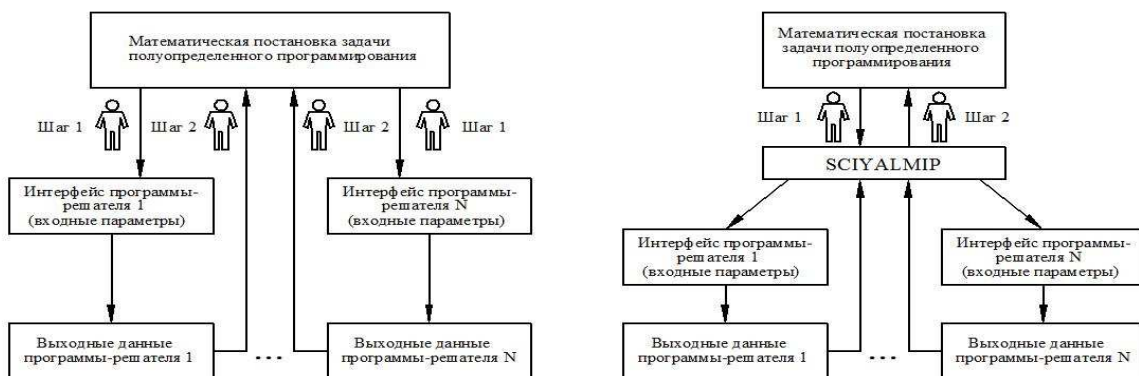 Математическая постановка задачи
полуопределенного программирования
Шаг 1
Шаг 2
Шаг 2
Шаг 1
Интерфейс программы-
решателя 1
(входные параметры)
Интерфейс программы-
решателя N
(входные параметры)
Выходные данные
программы-решателя 1
...
Выходные данные
программы-решателя N
Математическая постановка
задачи полуопределенного
программирования
Шаг 1
Шаг 2
SCIYALMIP
Интерфейс программы-
решателя 1
(входные параметры)
Интерфейс программы-
решателя N
(входные параметры)
Выходные данные
программы-решателя 1
...
Выходные данные
программы-решателя N